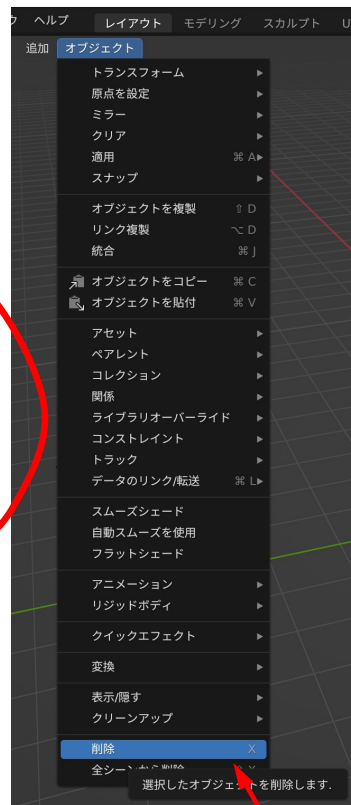 ヘルプ レイアウト モデリング スカルプト U
追加 オブジェクト
トランスフォーム
原点を設定
ミラー
クリア
適用 ⌘ A
スナップ
オブジェクトを複製 ⇧ D
リンク複製 ⌥ D
統合 ⌘ J
オブジェクトをコピー ⌘ C
オブジェクトを貼付 ⌘ V
アセット
ペアレント
コレクション
関係
ライブラリオーバーライド
コンストレイント
トラック
データのリンク/転送 ⌘ L
スムーズシェード
自動スムーズを使用
フラットシェード
アニメーション
リジッドボディ
クイックエフェクト
変換
表示/隠す
クリーンアップ
削除 X
全シーンから削除
選択したオブジェクトを削除します.